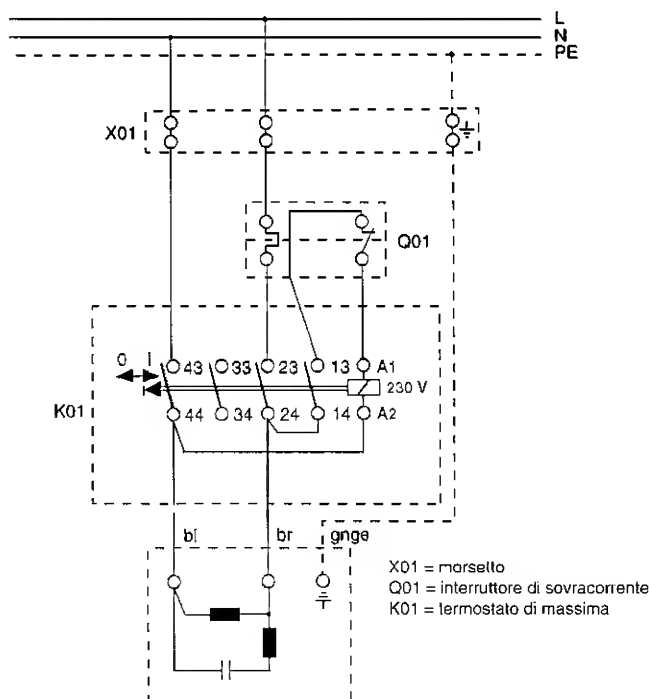 L
N
PE
X01
Q01
0 I
43 33 23 13 A1
230 V
K01
44 34 24 14 A2
bl br gnge
X01 = morsetto
Q01 = interruttore di sovracorrente
K01 = termostato di massima